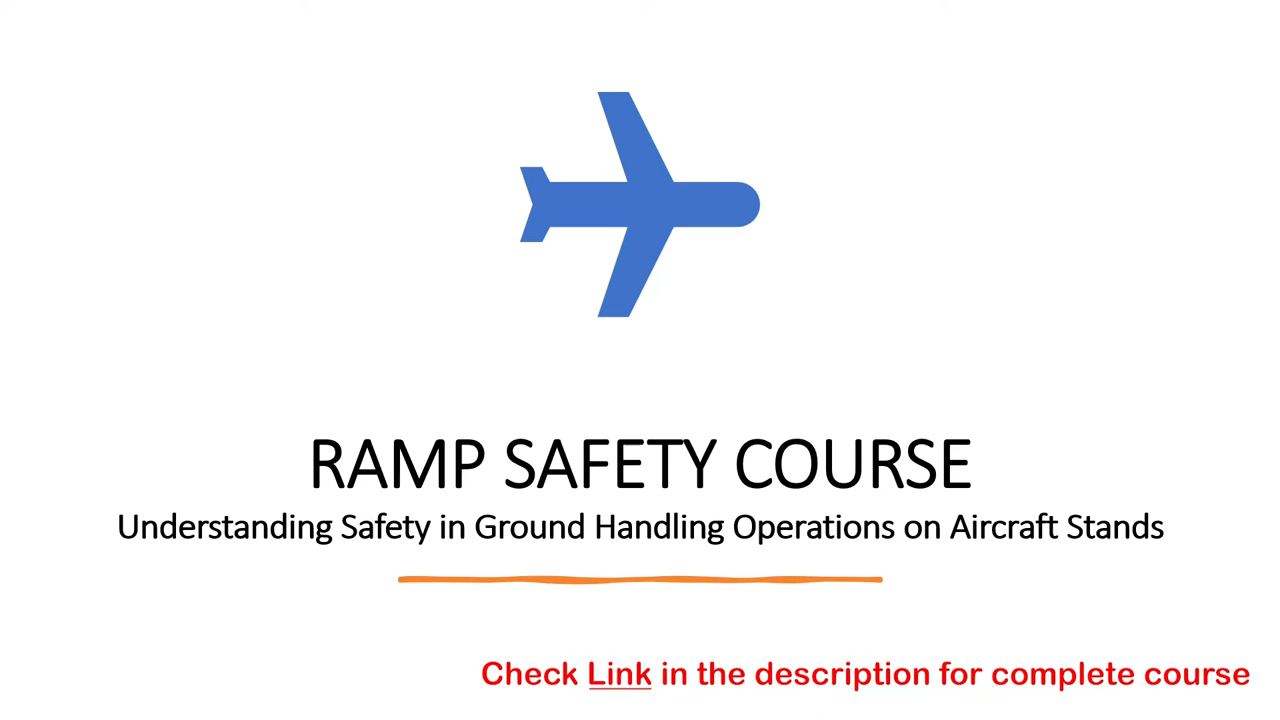 RAMP SAFETY COURSE
Understanding Safety in Ground Handling Operations on Aircraft Stands
Check Link in the description for complete course